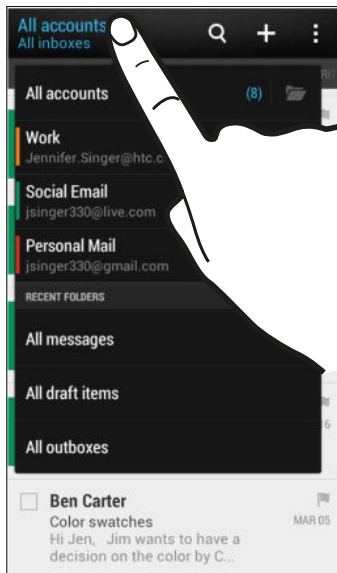 All accounts
All inboxes
All accounts (8)
Work
Jennifer.Singer@htc.c
Social Email
jsinger330@live.com
Personal Mail
jsinger330@gmail.com
RECENT FOLDERS
All messages
All draft items
All outboxes
Ben Carter
Color swatches MAR 05
Hi Jen, Jim wants to have a
decision on the color by C...